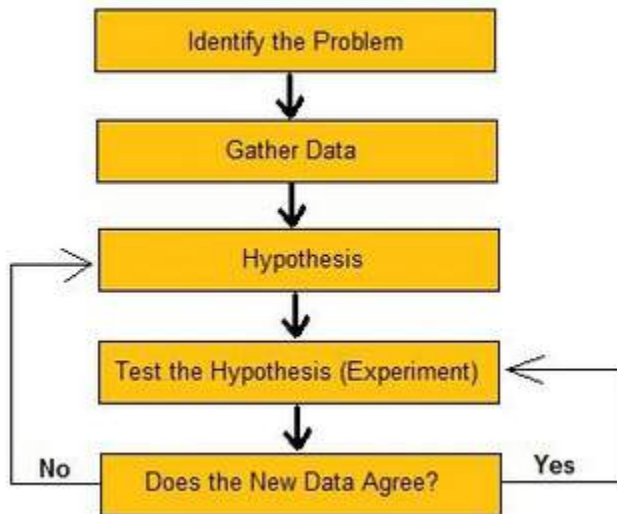 Identify the Problem
Gather Data
Hypothesis
Test the Hypothesis (Experiment)
No
Does the New Data Agree?
Yes